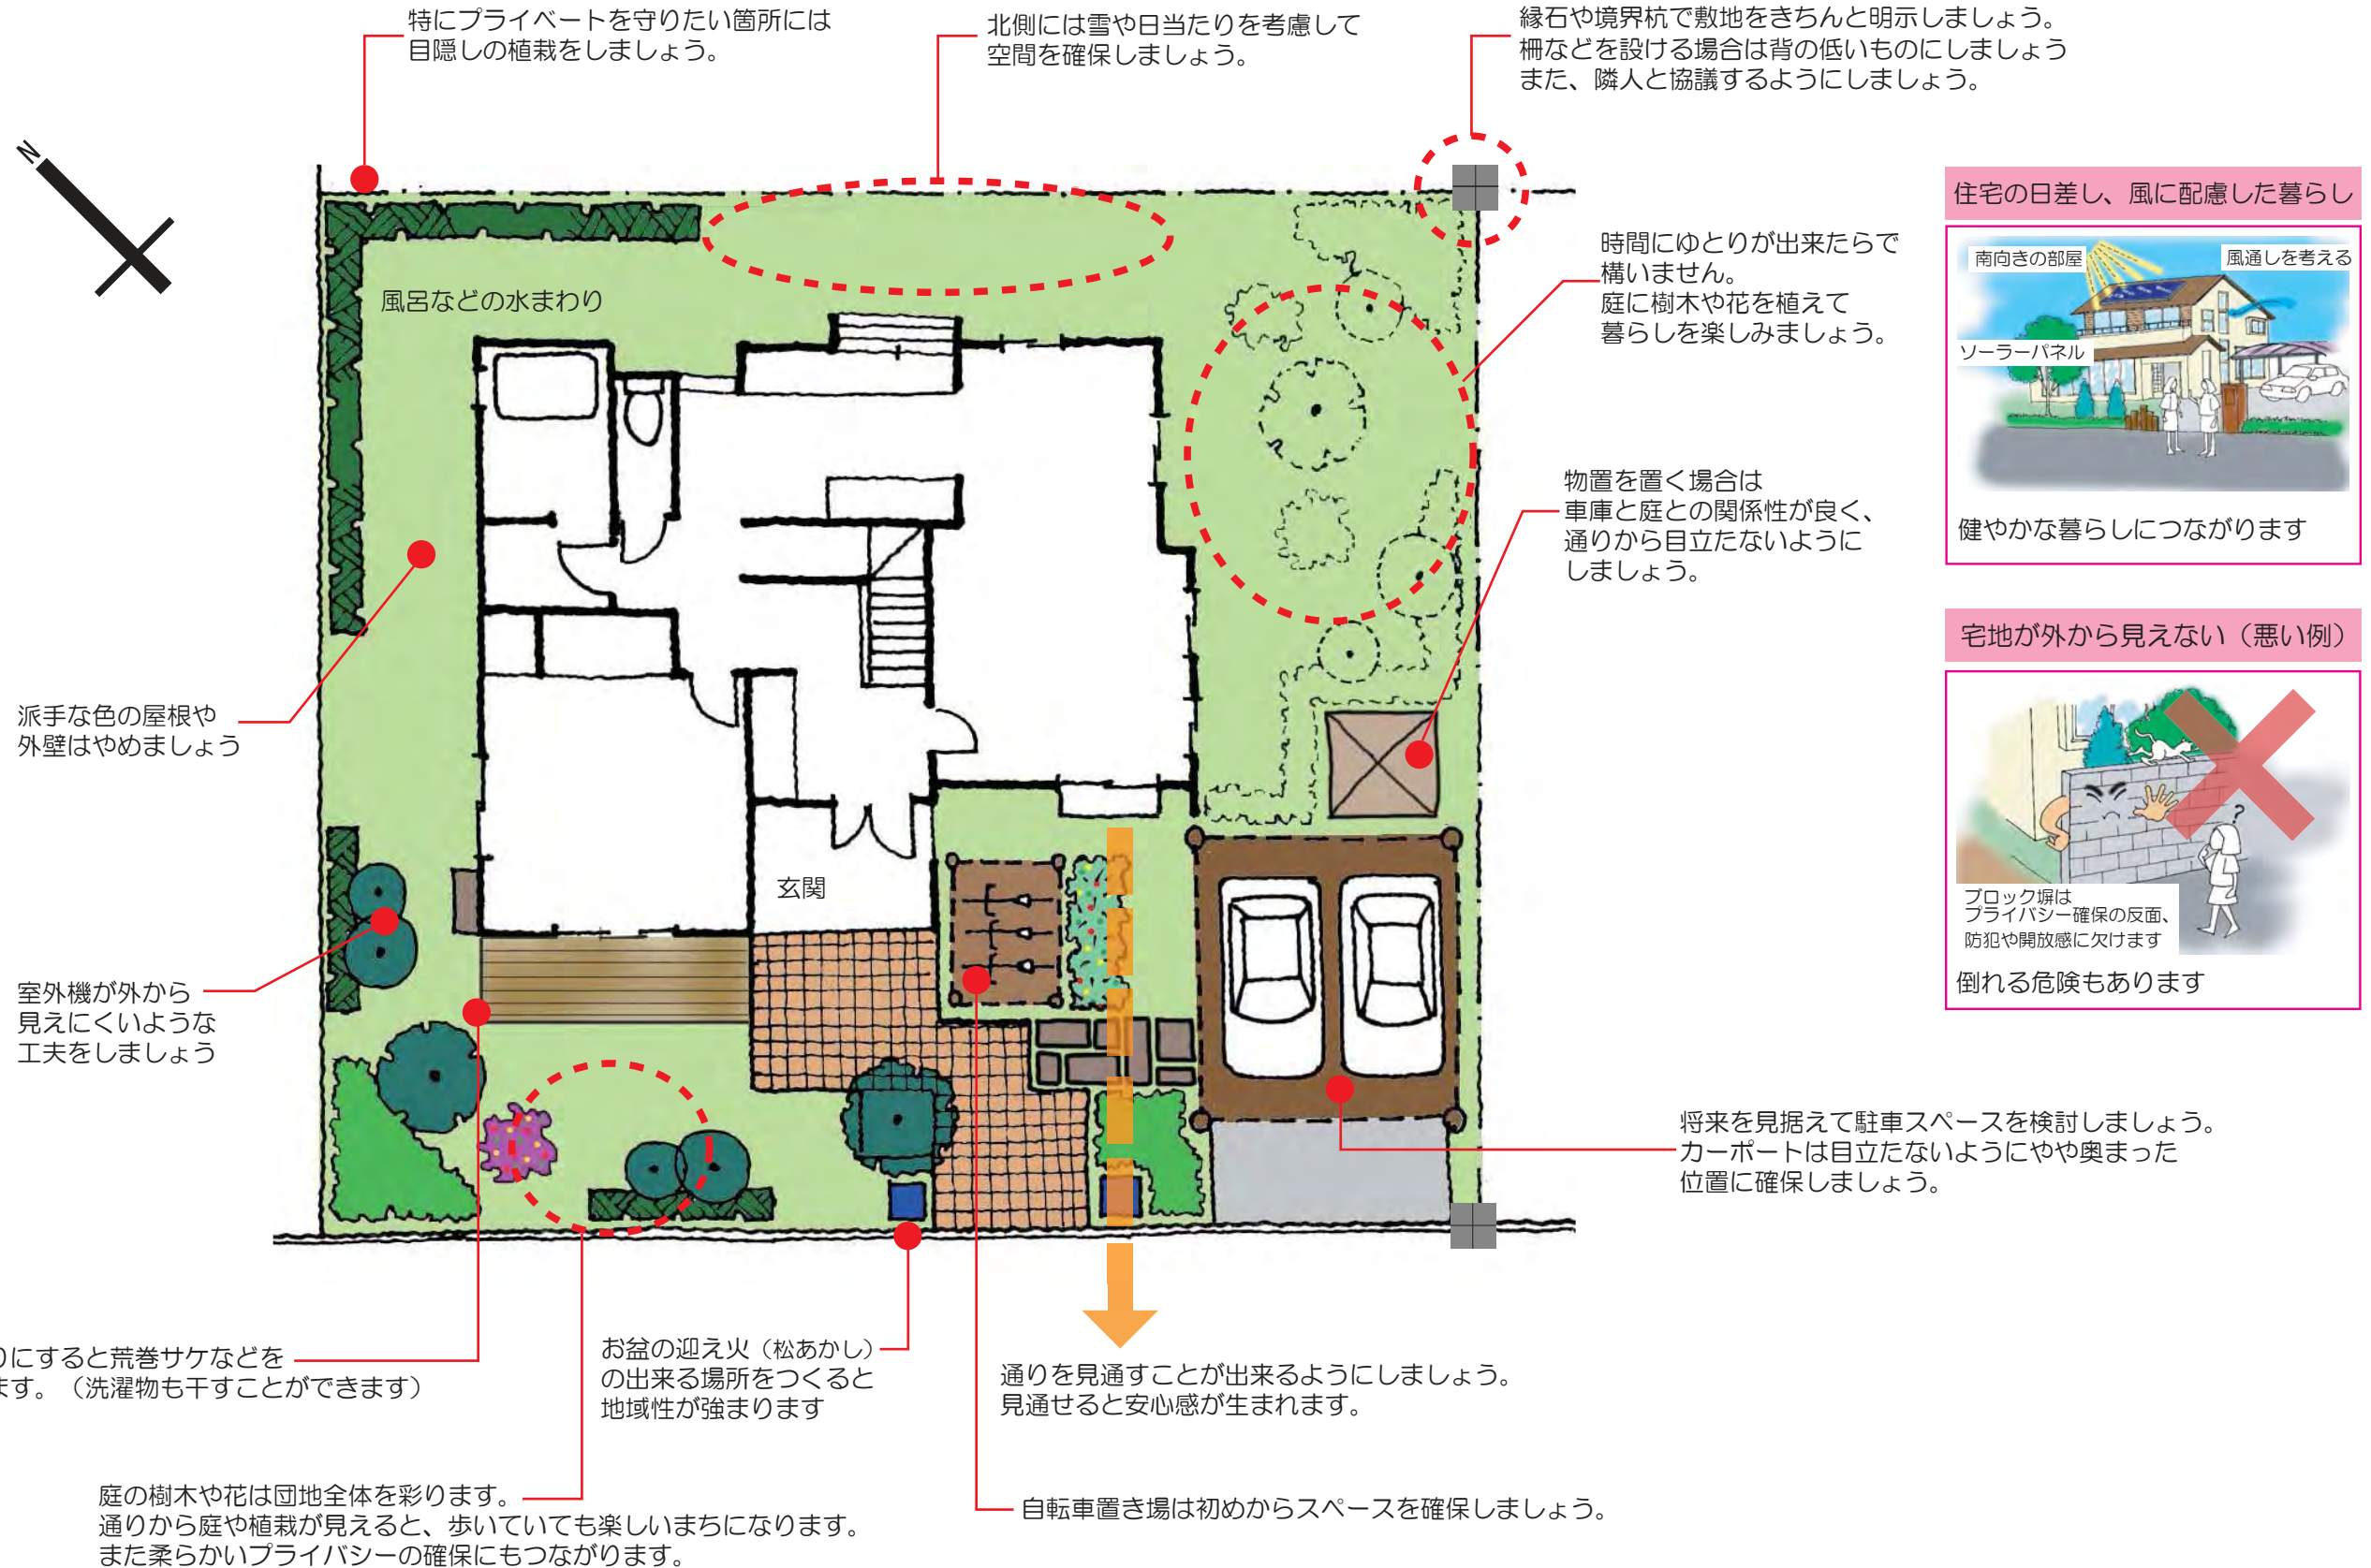 特にプライベートを守りたい箇所には
目隠しの植栽をしましょう。
北側には雪や日当たりを考慮して
空間を確保しましょう。
縁石や境界杭で敷地をきちんと明示しましょう。
柵などを設ける場合は背の低いものにしましょう
また、隣人と協議するようにしましょう。
N
風呂などの水まわり
時間にゆとりが出来たらで
構いません。
庭に樹木や花を植えて
暮らしを楽しみましょう。
物置を置く場合は
車庫と庭との関係性が良く、
通りから目立たないように
しましょう。
住宅の日差し、風に配慮した暮らし
南向きの部屋
風通しを考える
ソーラーパネル
健やかな暮らしにつながります
宅地が外から見えない（悪い例）
?
ブロック塀は
プライバシー確保の反面、
防犯や開放感に欠けます
倒れる危険もあります
派手な色の屋根や
外壁はやめましょう
玄関
室外機が外から
見えにくいような
工夫をしましょう
将来を見据えて駐車スペースを検討しましょう。
カーポートは目立たないようにやや奥まった
位置に確保しましょう。
りにすると荒巻サケなどを
ます。（洗濯物も干すことができます）
お盆の迎え火（松あかし）
の出来る場所をつくると
地域性が強まります
通りを見通すことが出来るようにしましょう。
見通せると安心感が生まれます。
庭の樹木や花は団地全体を彩ります。
通りから庭や植栽が見えると、歩いていても楽しいまちになります。
また柔らかいプライバシーの確保にもつながります。
自転車置き場は初めからスペースを確保しましょう。